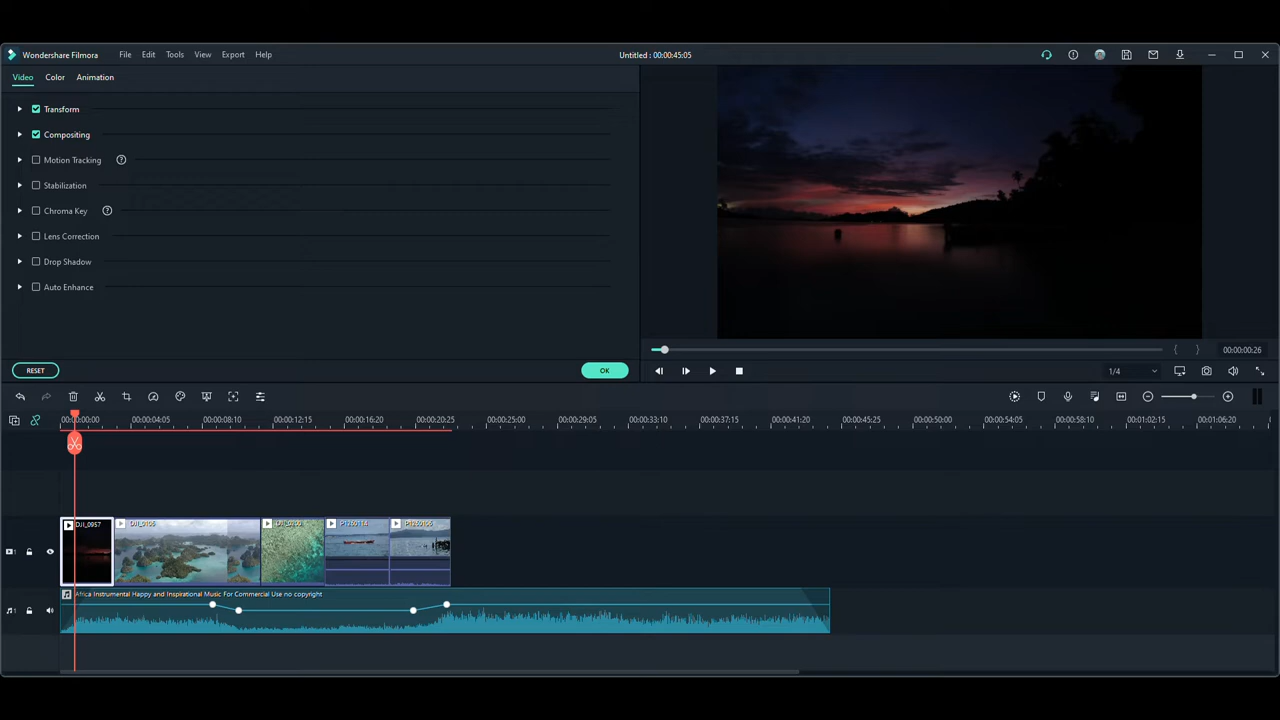 Wondershare Filmora File Edit Tools View Export Help Untitled : 00:00:45:05
Video Color Animation
Transform
Compositing
Motion Tracking ?
Stabilization
Chroma Key ?
Lens Correction
Drop Shadow
Auto Enhance
00:00:00:26
RESET OK 1/4
00:00:00:00 00:00:04:05 00:00:08:10 00:00:12:15 00:00:16:20 00:00:20:25 00:00:25:00 00:00:29:05 00:00:33:10 00:00:37:15 00:00:41:20 00:00:45:25 00:00:50:00 00:00:54:05 00:00:58:10 00:01:02:15 00:01:06:20
DJI_0957 DJI_0106 P1260114 P1260106
1
Africa Instrumental Happy and Inspirational Music For Commercial Use no copyright
1